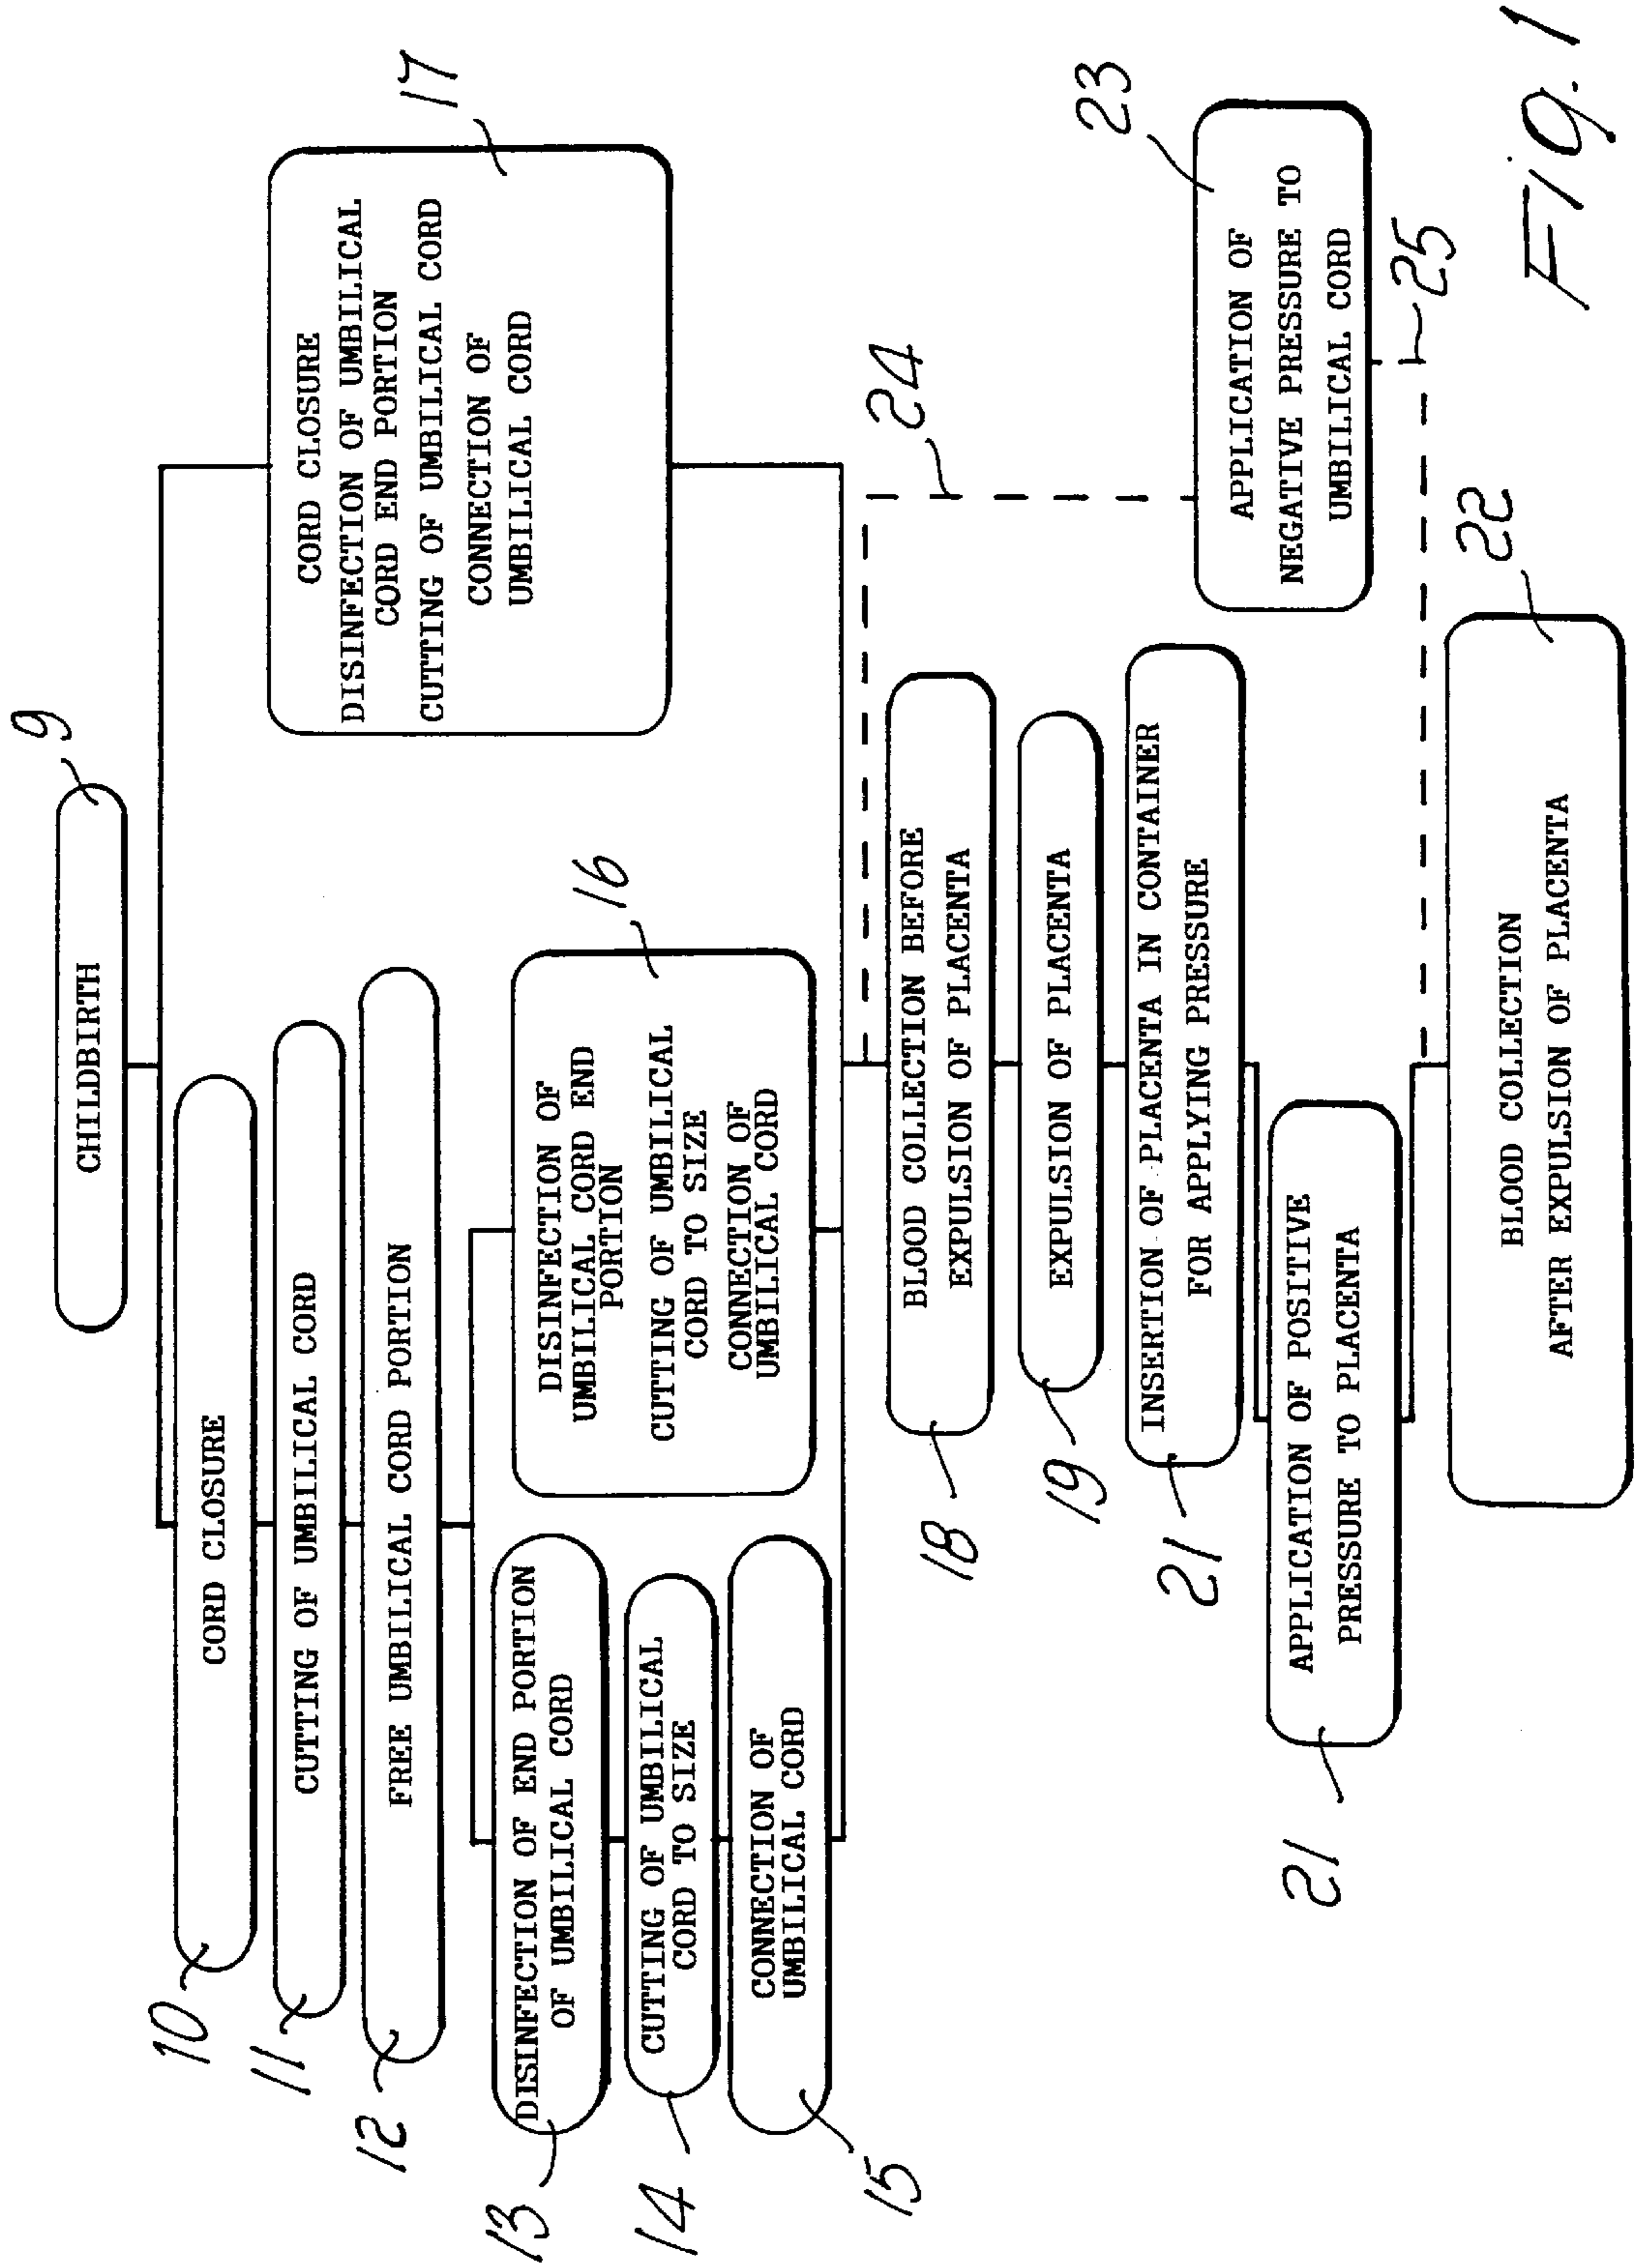 9
CHILDBIRTH
10
CORD CLOSURE
11
CUTTING OF UMBILICAL CORD
12
FREE UMBILICAL CORD PORTION
13
DISINFECTION OF END PORTION
OF UMBILICAL CORD
14
CUTTING OF UMBILICAL
CORD TO SIZE
15
CONNECTION OF
UMBILICAL CORD
16
DISINFECTION OF
UMBILICAL CORD END
PORTION
CUTTING OF UMBILICAL
CORD TO SIZE
CONNECTION OF
UMBILICAL CORD
17
CORD CLOSURE
DISINFECTION OF UMBILICAL
CORD END PORTION
CUTTING OF UMBILICAL CORD
CONNECTION OF
UMBILICAL CORD
18
BLOOD COLLECTION BEFORE
EXPULSION OF PLACENTA
19
EXPULSION OF PLACENTA
21
INSERTION OF PLACENTA IN CONTAINER
FOR APPLYING PRESSURE
21
APPLICATION OF POSITIVE
PRESSURE TO PLACENTA
24
23
APPLICATION OF
NEGATIVE PRESSURE TO
UMBILICAL CORD
25
22
BLOOD COLLECTION
AFTER EXPULSION OF PLACENTA
Fig. 1